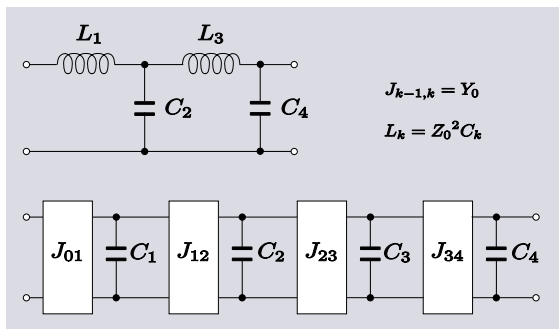 L₁ L₃
C₂ C₄
Jₖ₋₁,ₖ = Y₀
Lₖ = Z₀²Cₖ
J₀₁ C₁ J₁₂ C₂ J₂₃ C₃ J₃₄ C₄